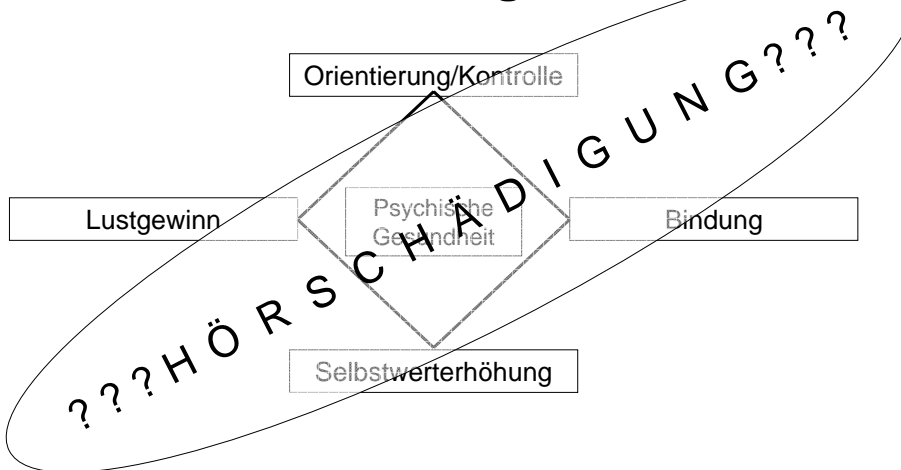 Orientierung/Kontrolle
Lustgewinn
Psychische
Gesundheit
Bindung
???HÖRSCHÄDIGUNG???
Selbstwerterhöhung